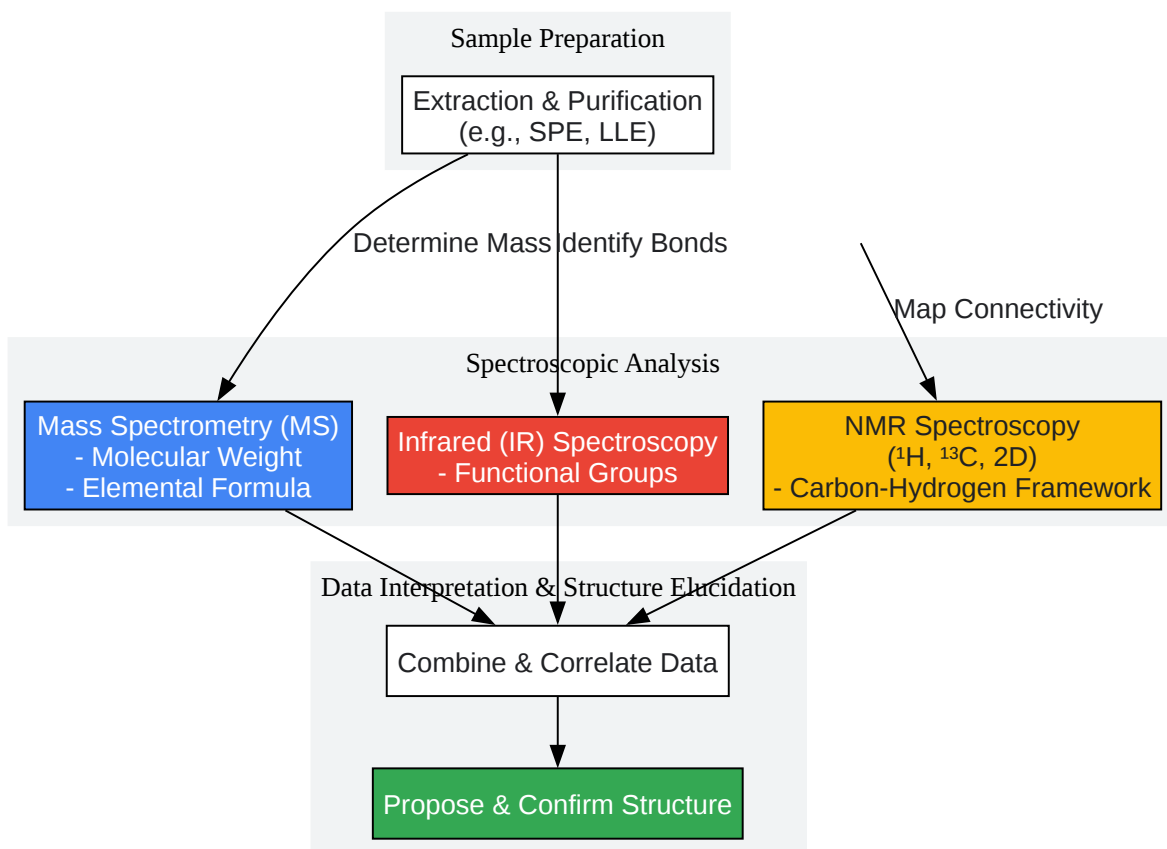 Sample Preparation
Extraction & Purification
(e.g., SPE, LLE)
Determine Mass
Identify Bonds
Map Connectivity
Spectroscopic Analysis
Mass Spectrometry (MS)
- Molecular Weight
- Elemental Formula
Infrared (IR) Spectroscopy
- Functional Groups
NMR Spectroscopy
(¹H, ¹³C, 2D)
- Carbon-Hydrogen Framework
Data Interpretation & Structure Elucidation
Combine & Correlate Data
Propose & Confirm Structure